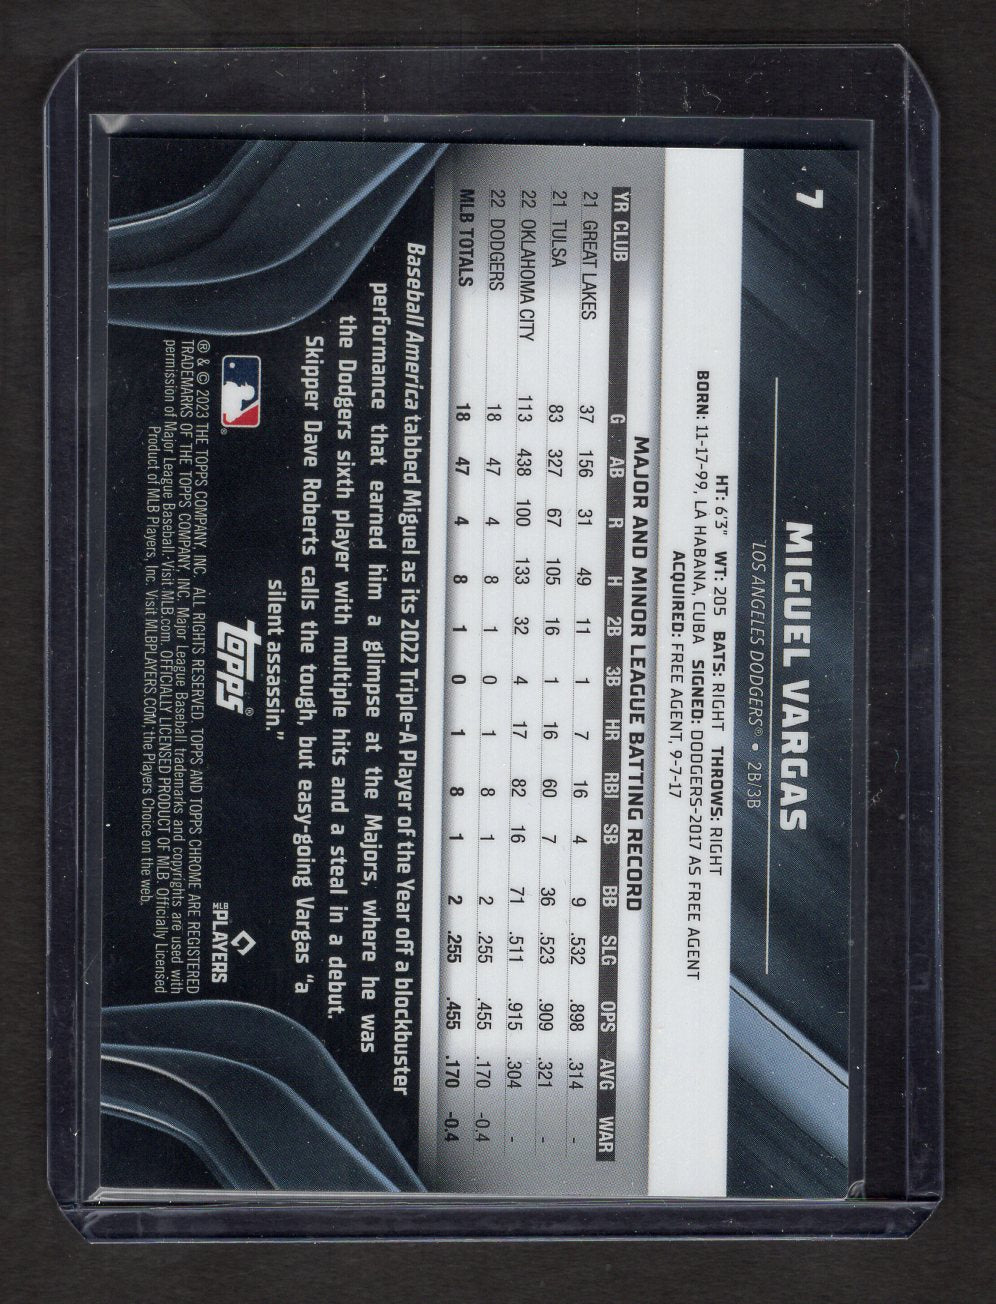 7
MIGUEL VARGAS
LOS ANGELES DODGERS® • 2B/3B
HT: 6'3" WT: 205 BATS: RIGHT THROWS: RIGHT
BORN: 11-17-99, LA HABANA, CUBA SIGNED: DODGERS-2017 AS FREE AGENT
ACQUIRED: FREE AGENT, 9-7-17
MAJOR AND MINOR LEAGUE BATTING RECORD
YR CLUB G AB R H 2B 3B HR RBI SB BB SLG OPS AVG WAR
21 GREAT LAKES 37 156 31 49 11 1 7 16 4 9 .532 .898 .314 -
21 TULSA 83 327 67 105 16 1 16 60 7 36 .523 .909 .321 -
22 OKLAHOMA CITY 113 438 100 133 32 4 17 82 16 71 .511 .915 .304 -
22 DODGERS 18 47 4 8 1 0 1 8 1 2 .255 .455 .170 -0.4
MLB TOTALS 18 47 4 8 1 0 1 8 1 2 .255 .455 .170 -0.4
Baseball America tabbed Miguel as its 2022 Triple-A Player of the Year off a blockbuster
performance that earned him a glimpse at the Majors, where he was
the Dodgers sixth player with multiple hits and a steal in a debut.
Skipper Dave Roberts calls the tough, but easy-going Vargas "a
silent assassin."
topps®
MLB PLAYERS
® & © 2023 THE TOPPS COMPANY, INC. ALL RIGHTS RESERVED. TOPPS AND TOPPS CHROME ARE REGISTERED
TRADEMARKS OF THE TOPPS COMPANY, INC. Major League Baseball trademarks and copyrights are used with
permission of Major League Baseball. Visit MLB.com. OFFICIALLY LICENSED PRODUCT OF MLB. Officially Licensed
Product of MLB Players, Inc. Visit MLBPLAYERS.COM, the Players Choice on the web.